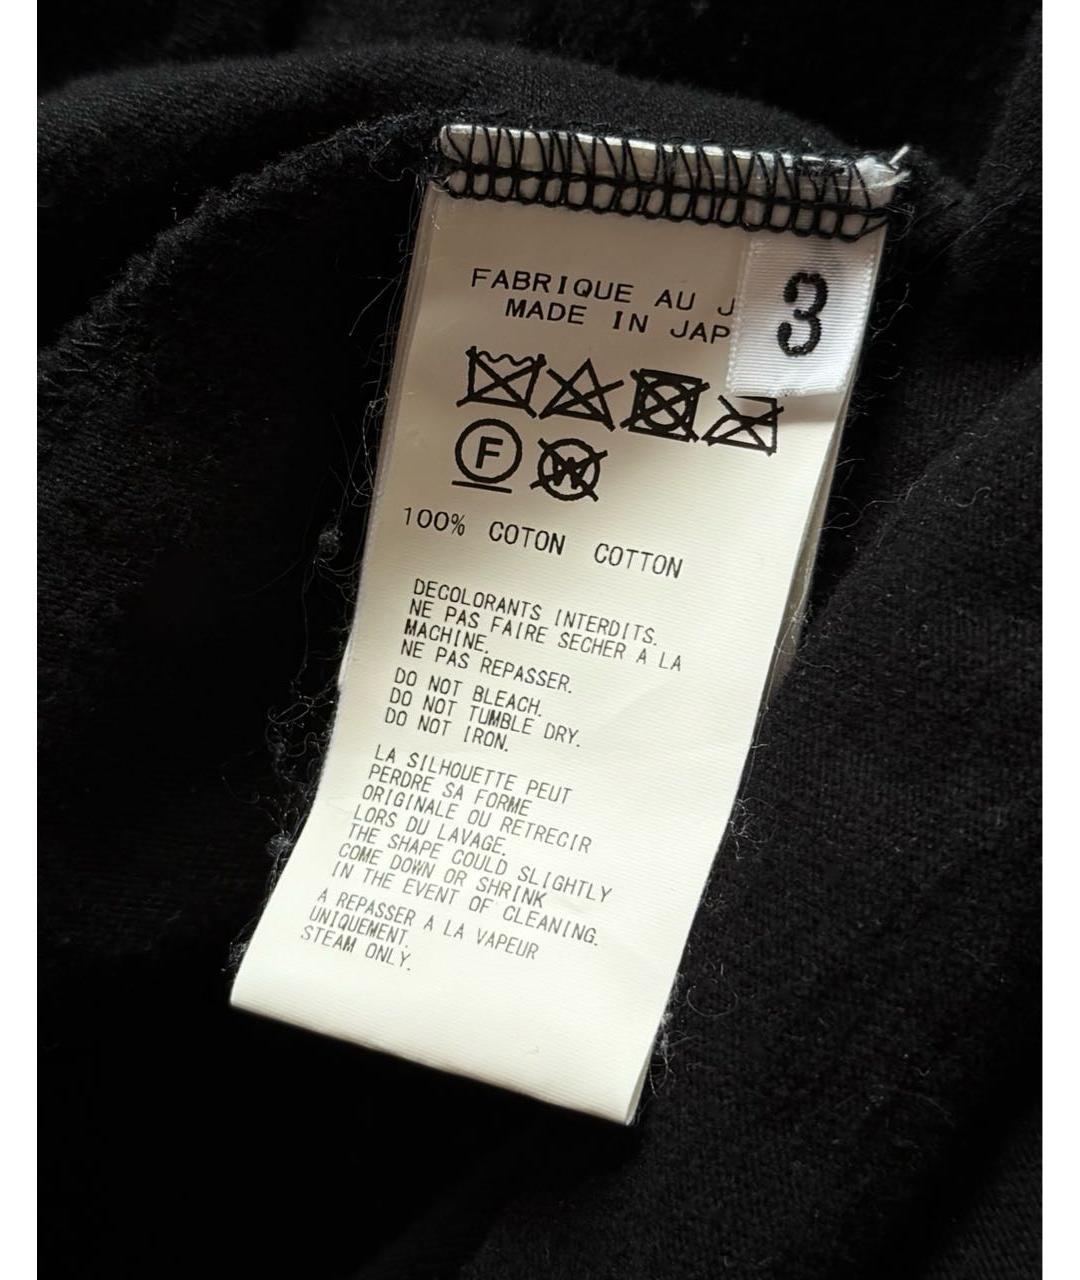 FABRIQUE AU J
MADE IN JAP
3
F
W
100% COTON COTTON
DECOLORANTS INTERDITS.
NE PAS FAIRE SECHER A LA
MACHINE.
NE PAS REPASSER.
DO NOT BLEACH.
DO NOT TUMBLE DRY.
DO NOT IRON.
LA SILHOUETTE PEUT
PERDRE SA FORME
ORIGINALE OU RETRECIR
LORS DU LAVAGE.
THE SHAPE COULD SLIGHTLY
COME DOWN OR SHRINK
IN THE EVENT OF CLEANING.
A REPASSER A LA VAPEUR
UNIQUEMENT.
STEAM ONLY.